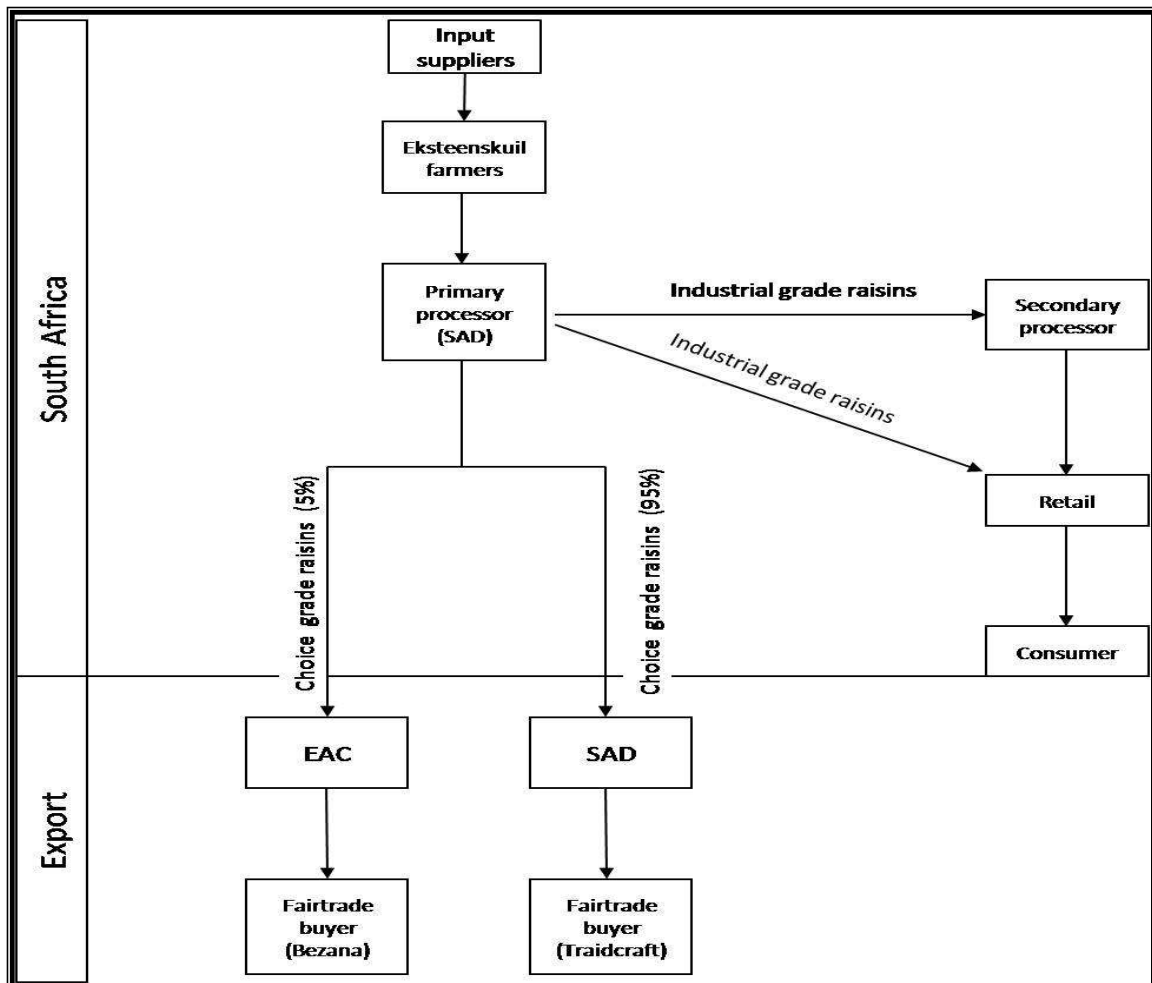 Input
suppliers
Eksteenskuil
farmers
Primary
processor
(SAD)
Industrial grade raisins
Secondary
processor
Industrial grade raisins
Retail
Consumer
South Africa
Choice grade raisins (5%)
Choice grade raisins (95%)
EAC
SAD
Export
Fairtrade
buyer
(Bezana)
Fairtrade
buyer
(Traidcraft)